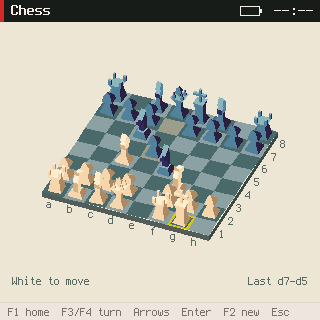 Chess --:--
8
7
6
5
4
3
2
1
a b c d e f g h
White to move Last d7-d5
F1 home F3/F4 turn Arrows Enter F2 new Esc